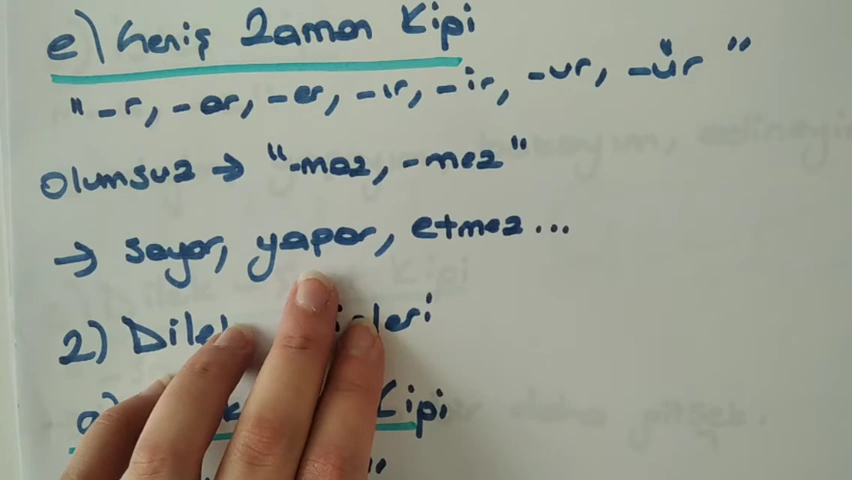 e) Geniş Zaman Kipi
"-r, -ar, -er, -ır, -ir, -ur, -ür"
olumsuz → "-maz, -mez"
→ sayar, yapar, etmez...
2) Dilek
Kipi